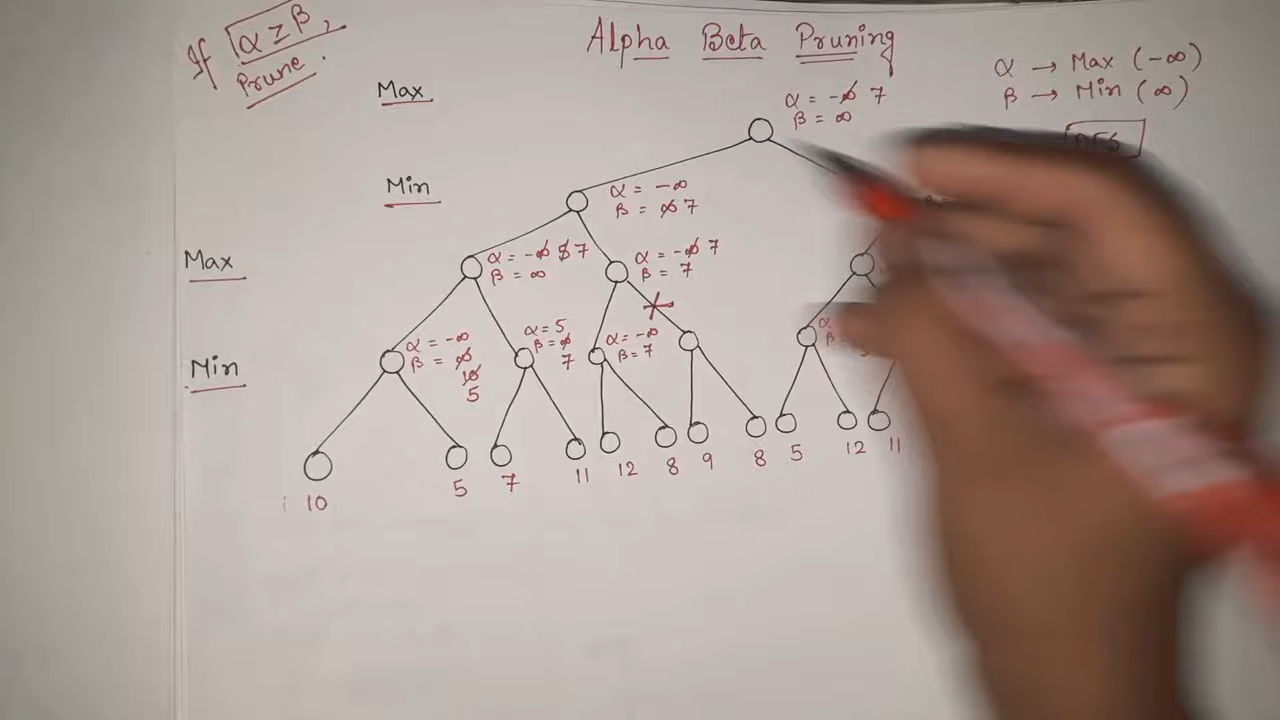 If α ≥ β,
Prune.
Alpha Beta Pruning
α → Max (-∞)
β → Min (∞)
DFS
Max
α = -∞ 7
β = ∞
Min
α = -∞
β = ∞ 7
Max
α = -∞ 5 7
β = ∞
α = -∞ 7
β = 7
Min
α = -∞
β = ∞
10
5
α = 5
β = ∞
7
α = -∞
β = 7
α
β
10 5 7 11 12 8 9 8 5 12 11